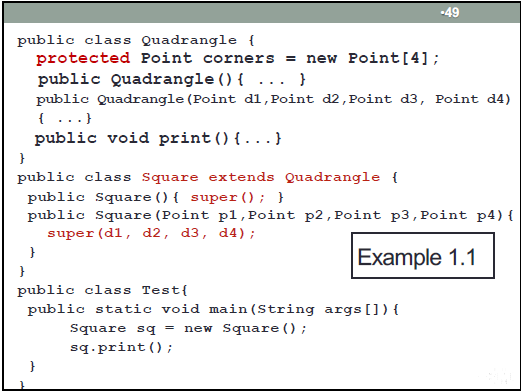 •49
public class Quadrangle {
protected Point corners = new Point[4];
public Quadrangle(){ ... }
public Quadrangle(Point d1,Point d2,Point d3, Point d4)
{ ...}
public void print(){...}
}
public class Square extends Quadrangle {
public Square(){ super(); }
public Square(Point p1,Point p2,Point p3,Point p4){
super(d1, d2, d3, d4);
}
}
Example 1.1
public class Test{
public static void main(String args[]){
Square sq = new Square();
sq.print();
}
}